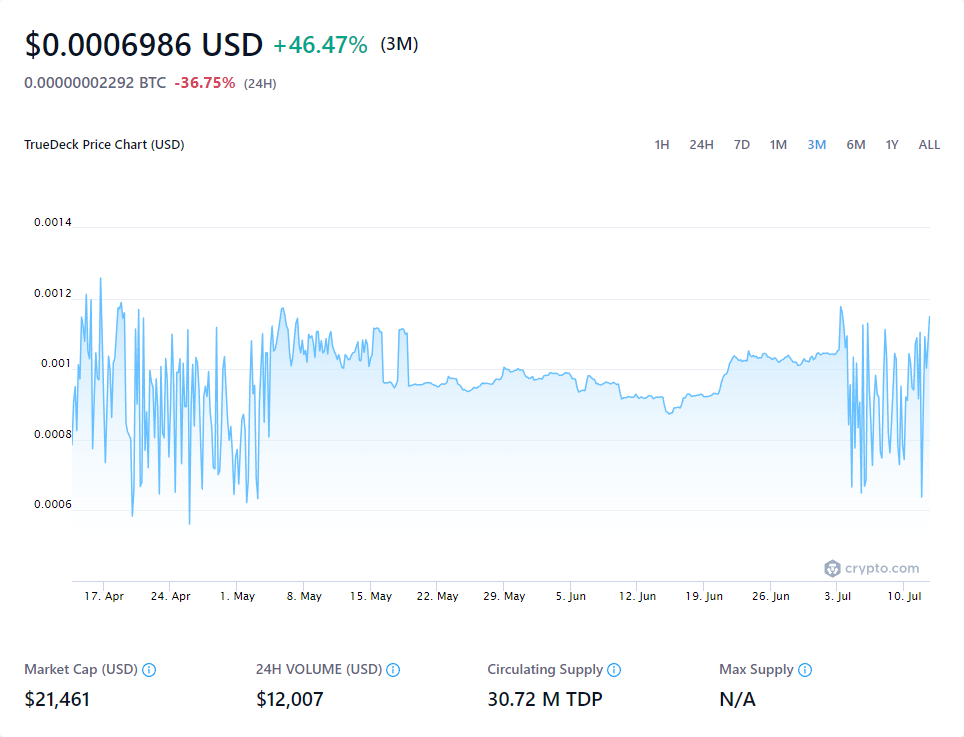 $0.0006986 USD +46.47% (3M)
0.00000002292 BTC -36.75% (24H)
TrueDeck Price Chart (USD) 1H 24H 7D 1M 3M 6M 1Y ALL
0.0014
0.0012
0.001
0.0008
0.0006
crypto.com
17. Apr 24. Apr 1. May 8. May 15. May 22. May 29. May 5. Jun 12. Jun 19. Jun 26. Jun 3. Jul 10. Jul
Market Cap (USD) 24H VOLUME (USD) Circulating Supply Max Supply
$21,461 $12,007 30.72 M TDP N/A